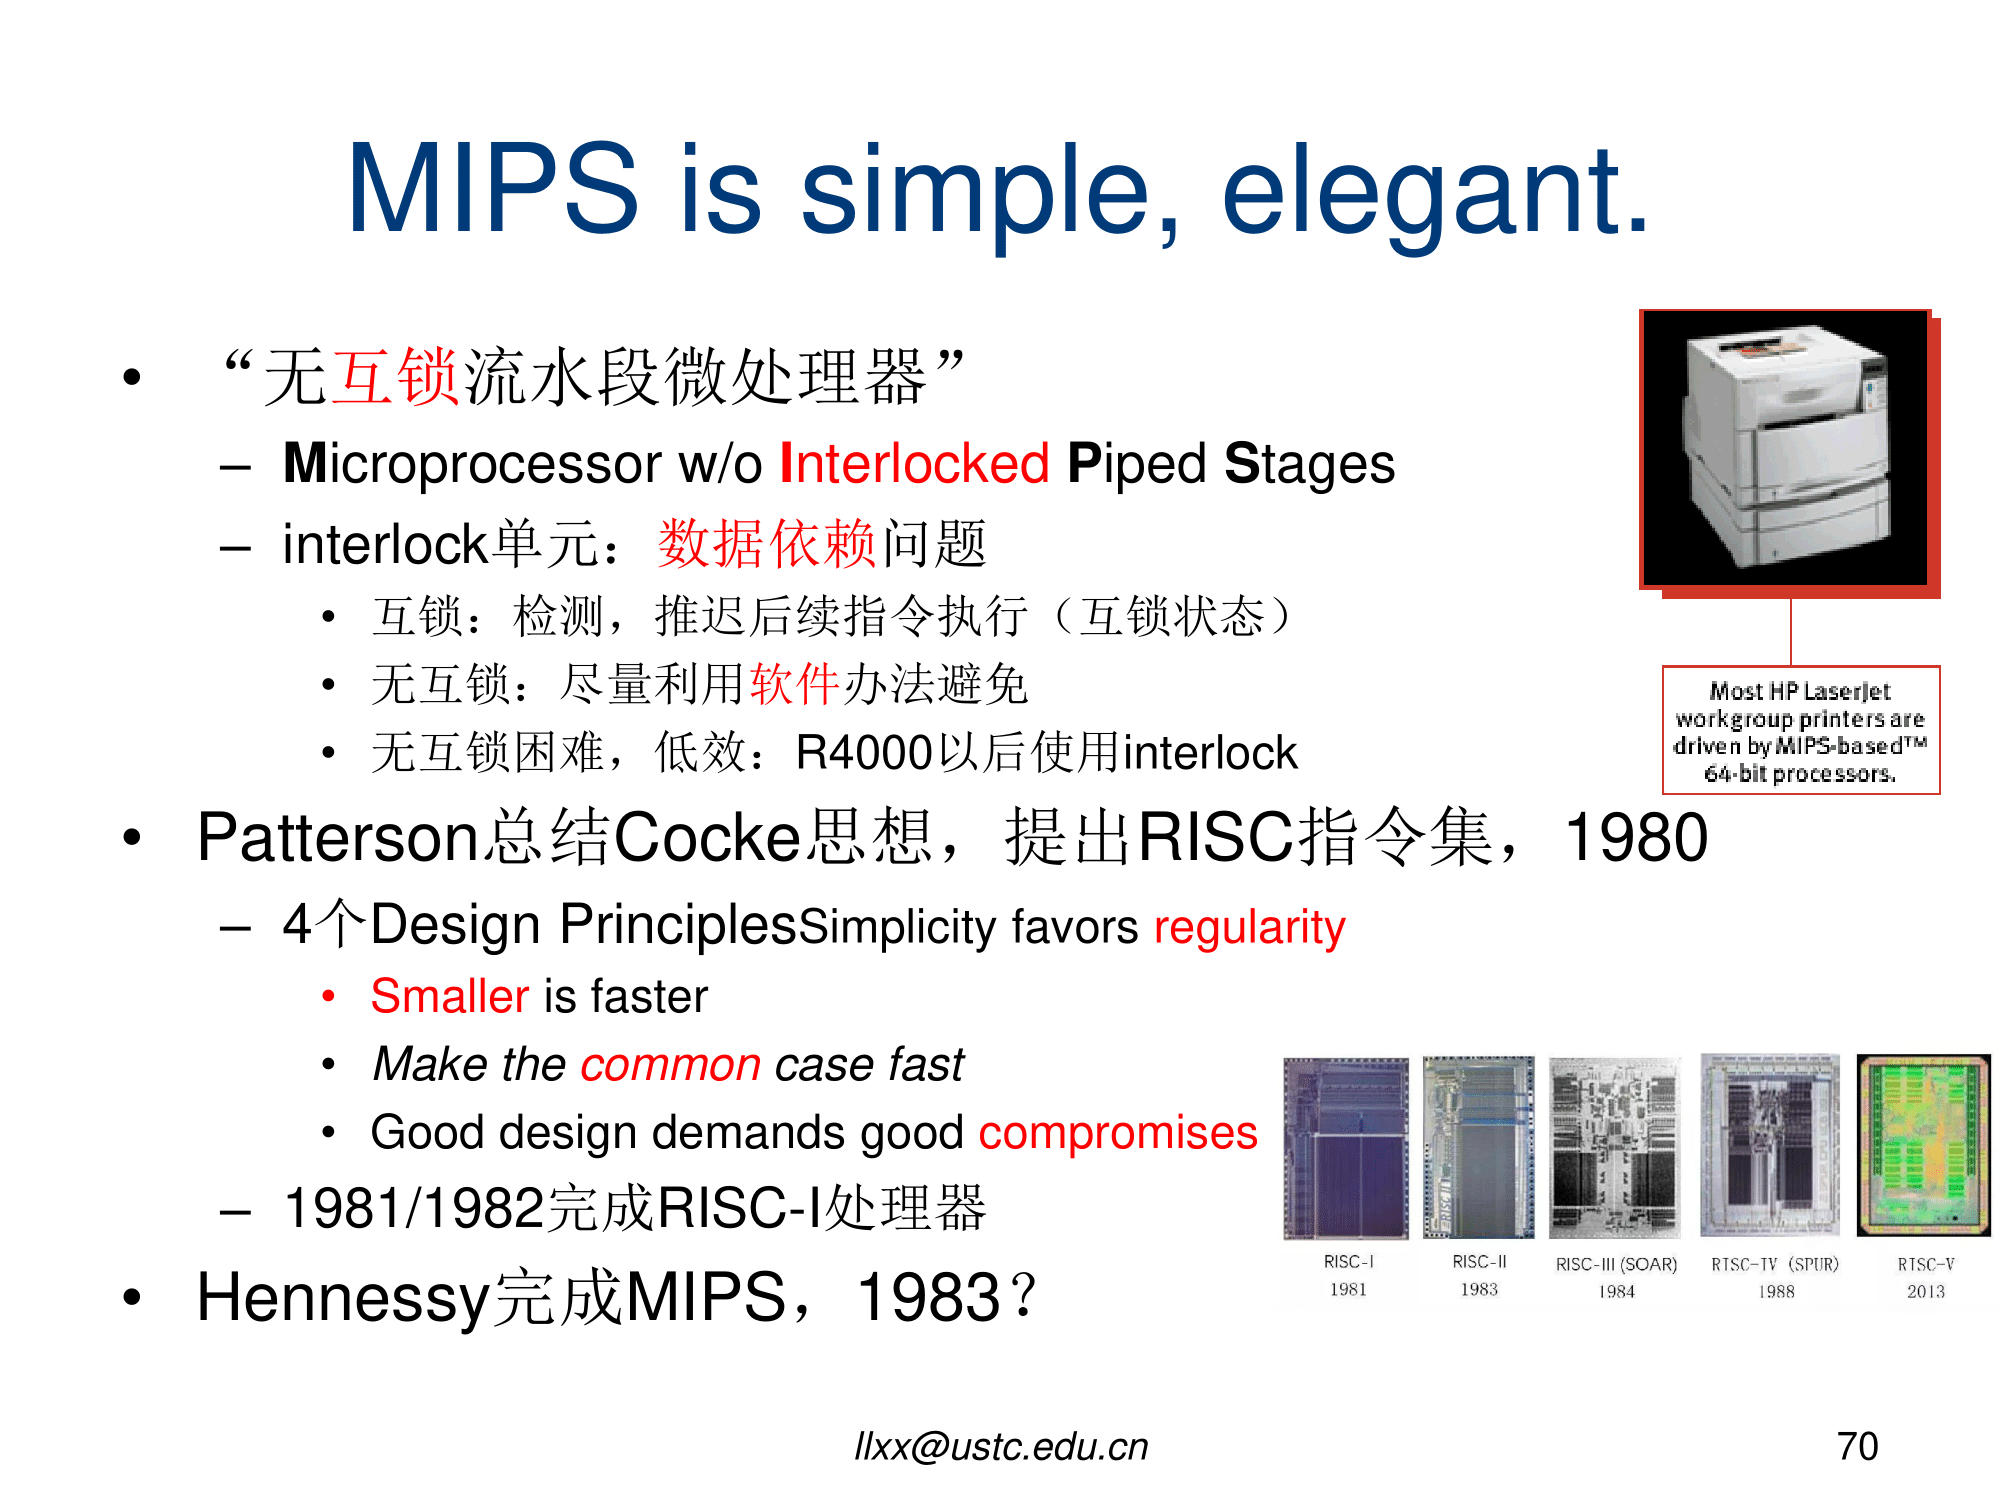 MIPS is simple, elegant.
• “无互锁流水段微处理器”
– Microprocessor w/o Interlocked Piped Stages
– interlock单元：数据依赖问题
• 互锁：检测，推迟后续指令执行（互锁状态）
• 无互锁：尽量利用软件办法避免
• 无互锁困难，低效：R4000以后使用interlock
Most HP LaserJet
workgroup printers are
driven by MIPS-based™
64-bit processors.
• Patterson总结Cocke思想，提出RISC指令集，1980
– 4个Design PrinciplesSimplicity favors regularity
• Smaller is faster
• Make the common case fast
• Good design demands good compromises
– 1981/1982完成RISC-I处理器
• Hennessy完成MIPS，1983？
RISC-I
1981
RISC-II
1983
RISC-III (SOAR)
1984
RISC-IV (SPUR)
1988
RISC-V
2013
llxx@ustc.edu.cn
70